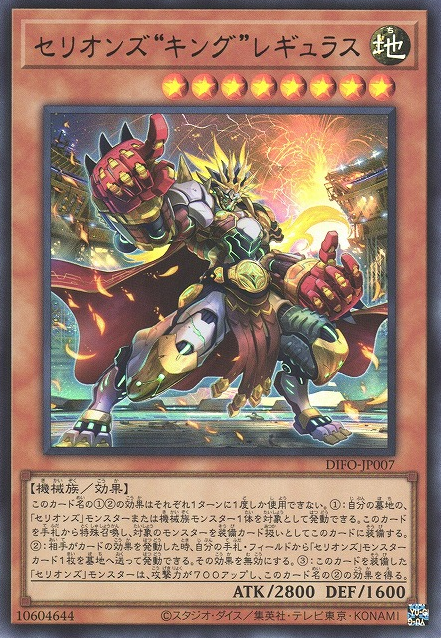 セリオンズ“キング”レギュラス
地
DIFO-JP007
【機械族／効果】
このカード名の①②の効果はそれぞれ1ターンに1度しか使用できない。①：自分の墓地の、
「セリオンズ」モンスターまたは機械族モンスター1体を対象として発動できる。このカード
を手札から特殊召喚し、対象のモンスターを装備カード扱いとしてこのカードに装備する。
②：相手がカードの効果を発動した時、自分の手札・フィールドから「セリオンズ」モンスター
カード1枚を墓地へ送って発動できる。その効果を無効にする。③：このカードを装備した
「セリオンズ」モンスターは、攻撃力が700アップし、このカード名の②の効果を得る。
ATK/2800 DEF/1600
10604644 ©スタジオ・ダイス／集英社・テレビ東京・KONAMI